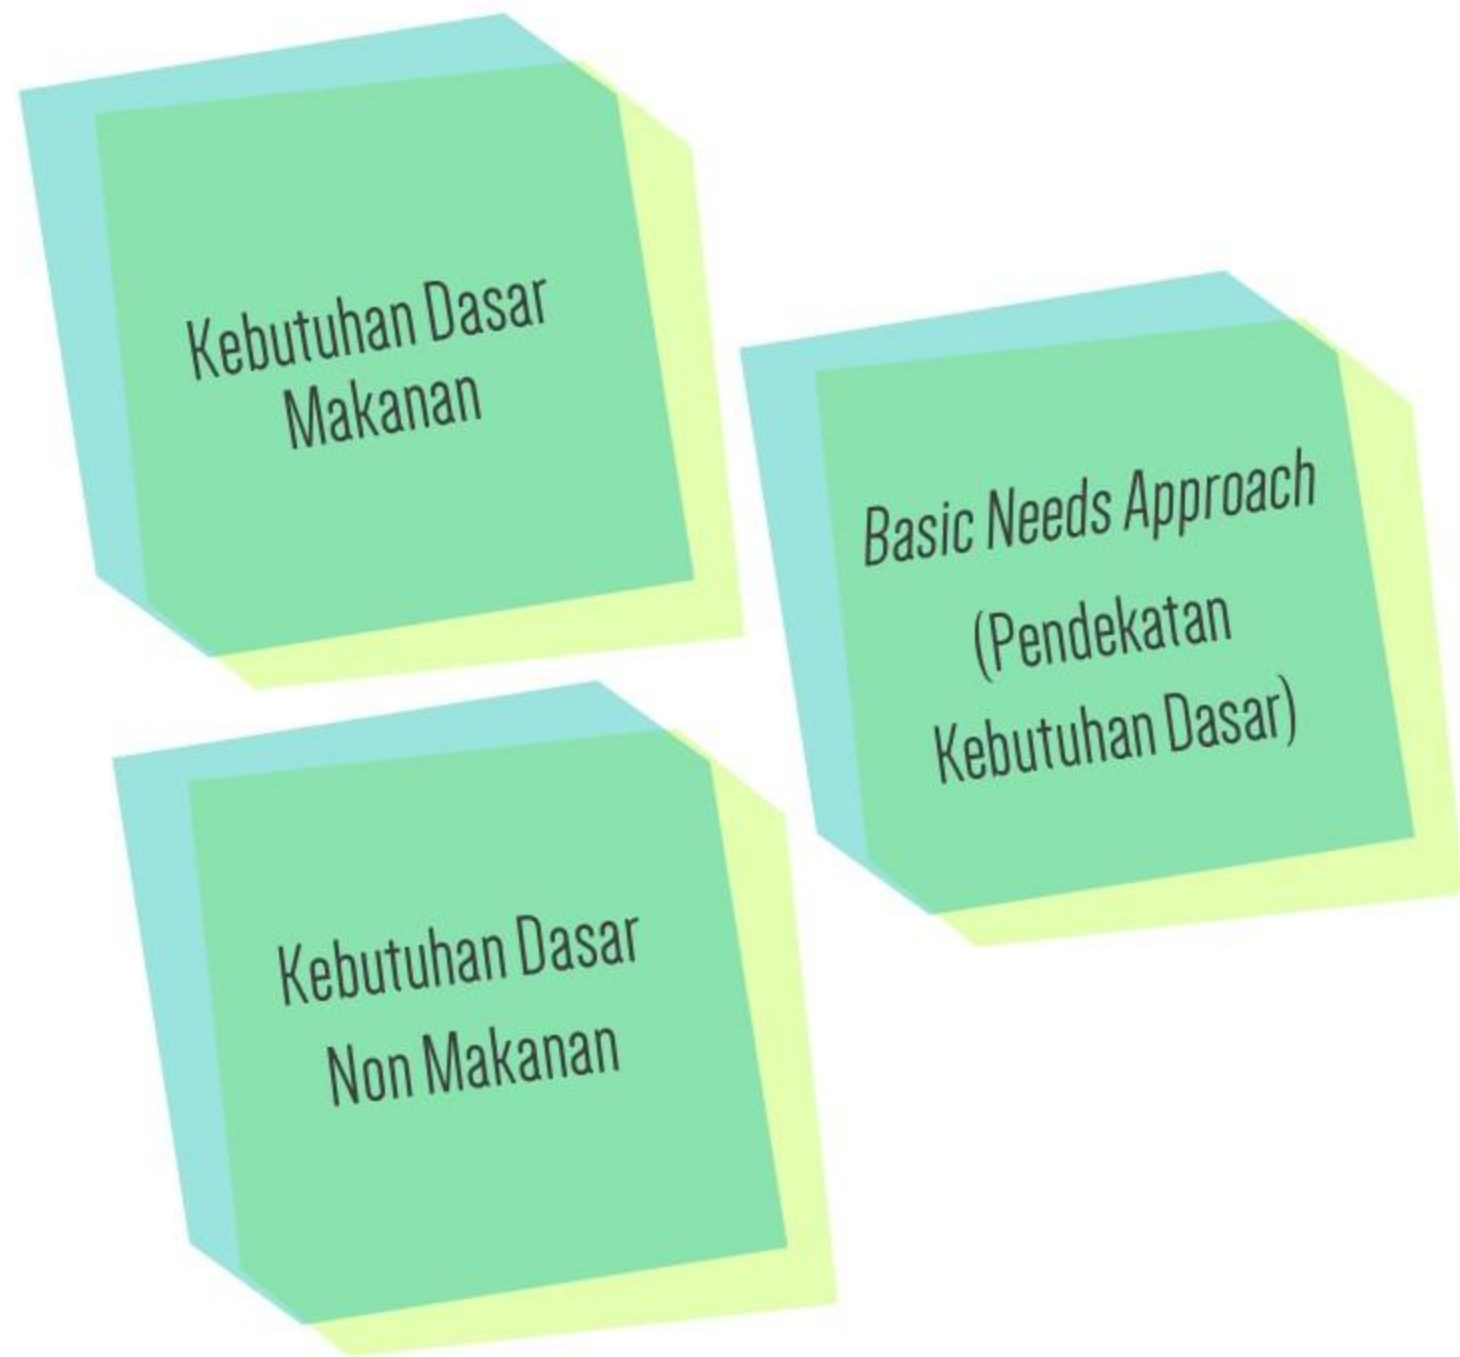 Kebutuhan Dasar
Makanan
Basic Needs Approach
(Pendekatan
Kebutuhan Dasar)
Kebutuhan Dasar
Non Makanan